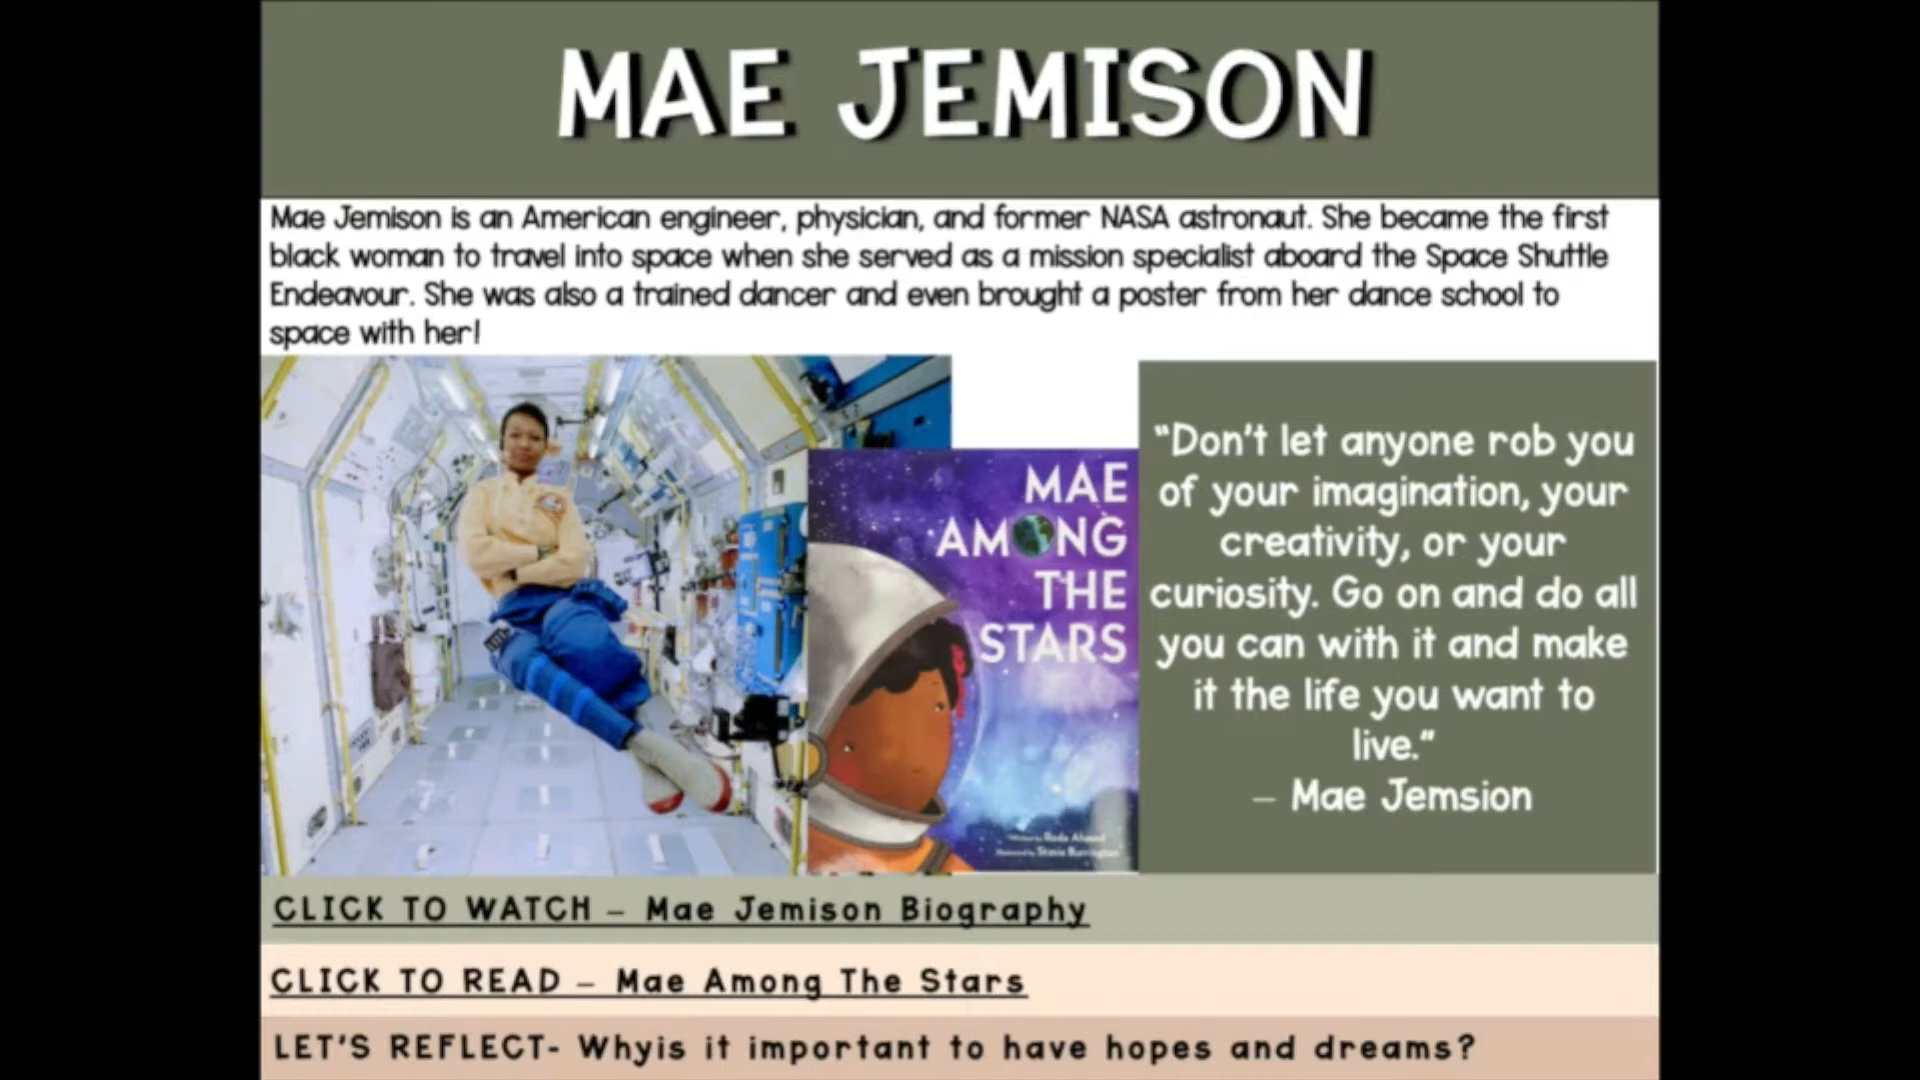 MAE JEMISON
Mae Jemison is an American engineer, physician, and former NASA astronaut. She became the first
black woman to travel into space when she served as a mission specialist aboard the Space Shuttle
Endeavour. She was also a trained dancer and even brought a poster from her dance school to
space with her!
MAE
AMONG
THE
STARS
Roda Ahmed
Stasia Burrington
"Don't let anyone rob you
of your imagination, your
creativity, or your
curiosity. Go on and do all
you can with it and make
it the life you want to
live."
– Mae Jemsion
CLICK TO WATCH – Mae Jemison Biography
CLICK TO READ – Mae Among The Stars
LET'S REFLECT- Whyis it important to have hopes and dreams?